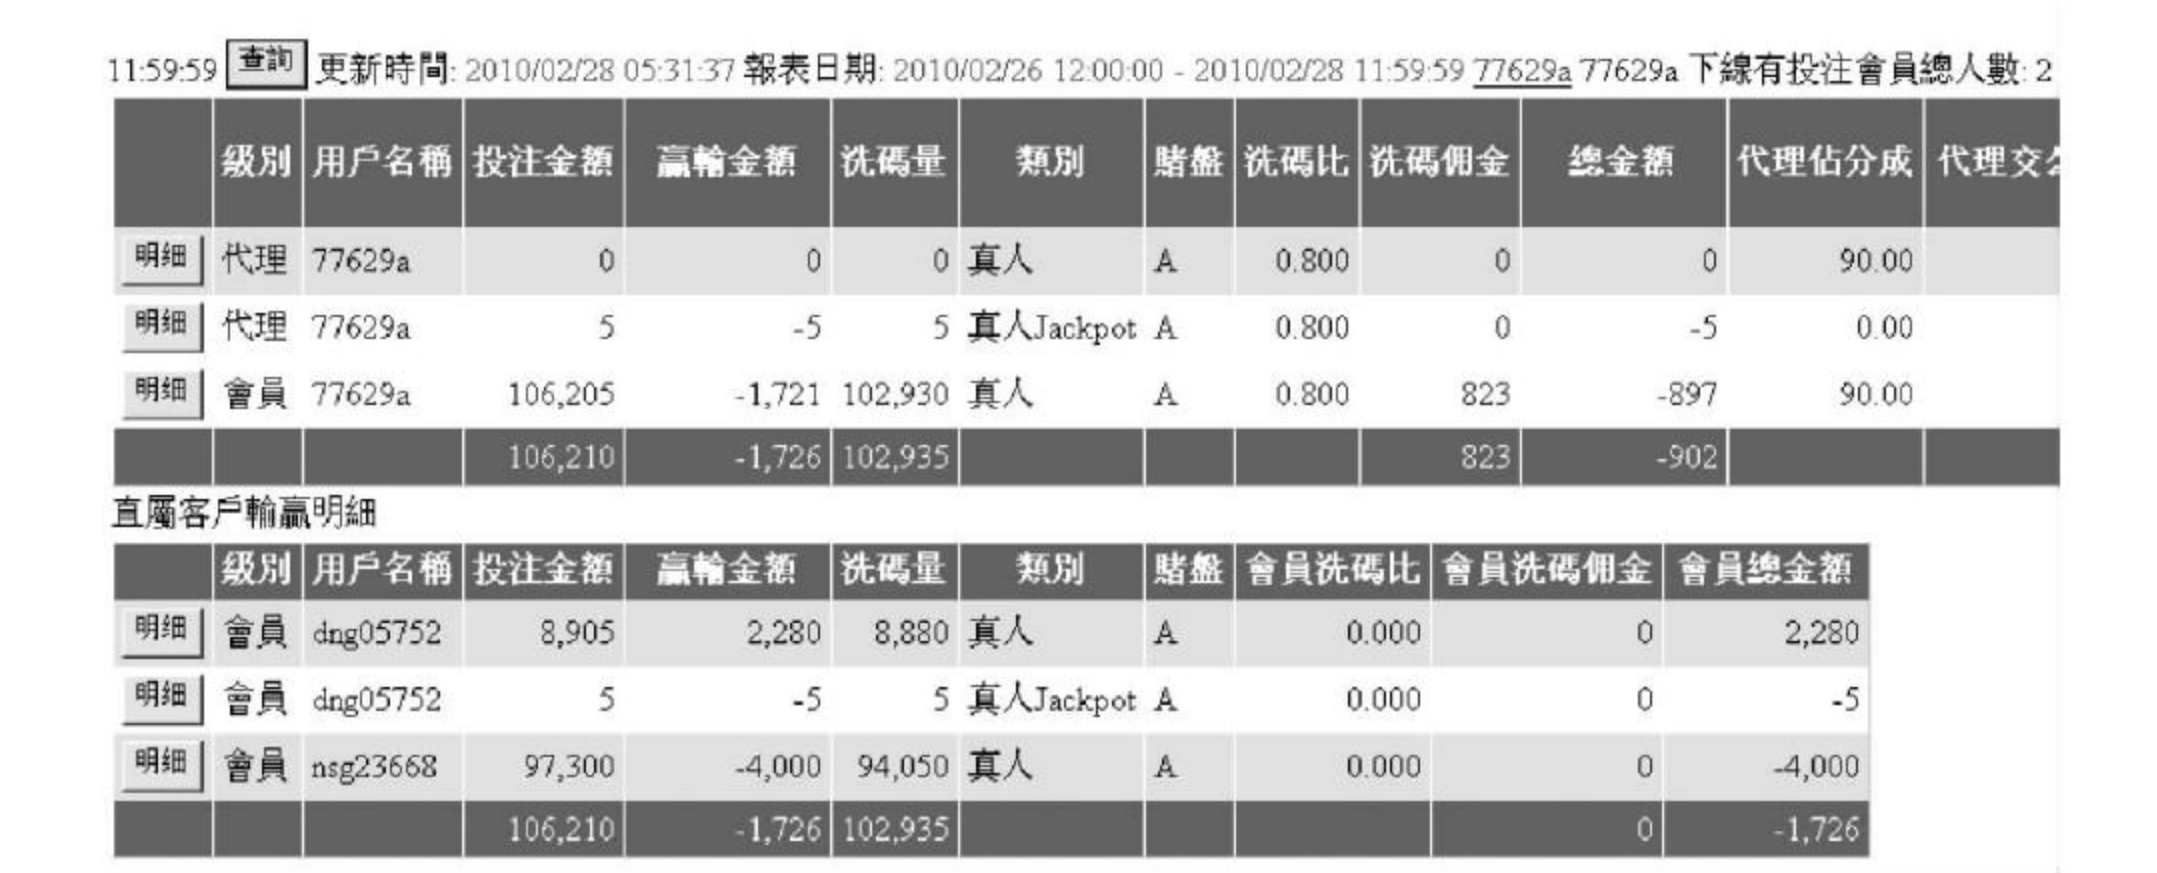 11:59:59 查詢 更新時間: 2010/02/28 05:31:37 報表日期: 2010/02/26 12:00:00 - 2010/02/28 11:59:59 77629a 77629a 下線有投注會員總人數: 2
級別 用戶名稱 投注金額 贏輸金額 洗碼量 類別 賭盤 洗碼比 洗碼佣金 總金額 代理佔分成 代理交
明細 代理 77629a 0 0 0 真人 A 0.800 0 0 90.00
明細 代理 77629a 5 -5 5 真人Jackpot A 0.800 0 -5 0.00
明細 會員 77629a 106,205 -1,721 102,930 真人 A 0.800 823 -897 90.00
106,210 -1,726 102,935 823 -902
直屬客戶輸贏明細
級別 用戶名稱 投注金額 贏輸金額 洗碼量 類別 賭盤 會員洗碼比 會員洗碼佣金 會員總金額
明細 會員 dng05752 8,905 2,280 8,880 真人 A 0.000 0 2,280
明細 會員 dng05752 5 -5 5 真人Jackpot A 0.000 0 -5
明細 會員 nsg23668 97,300 -4,000 94,050 真人 A 0.000 0 -4,000
106,210 -1,726 102,935 0 -1,726